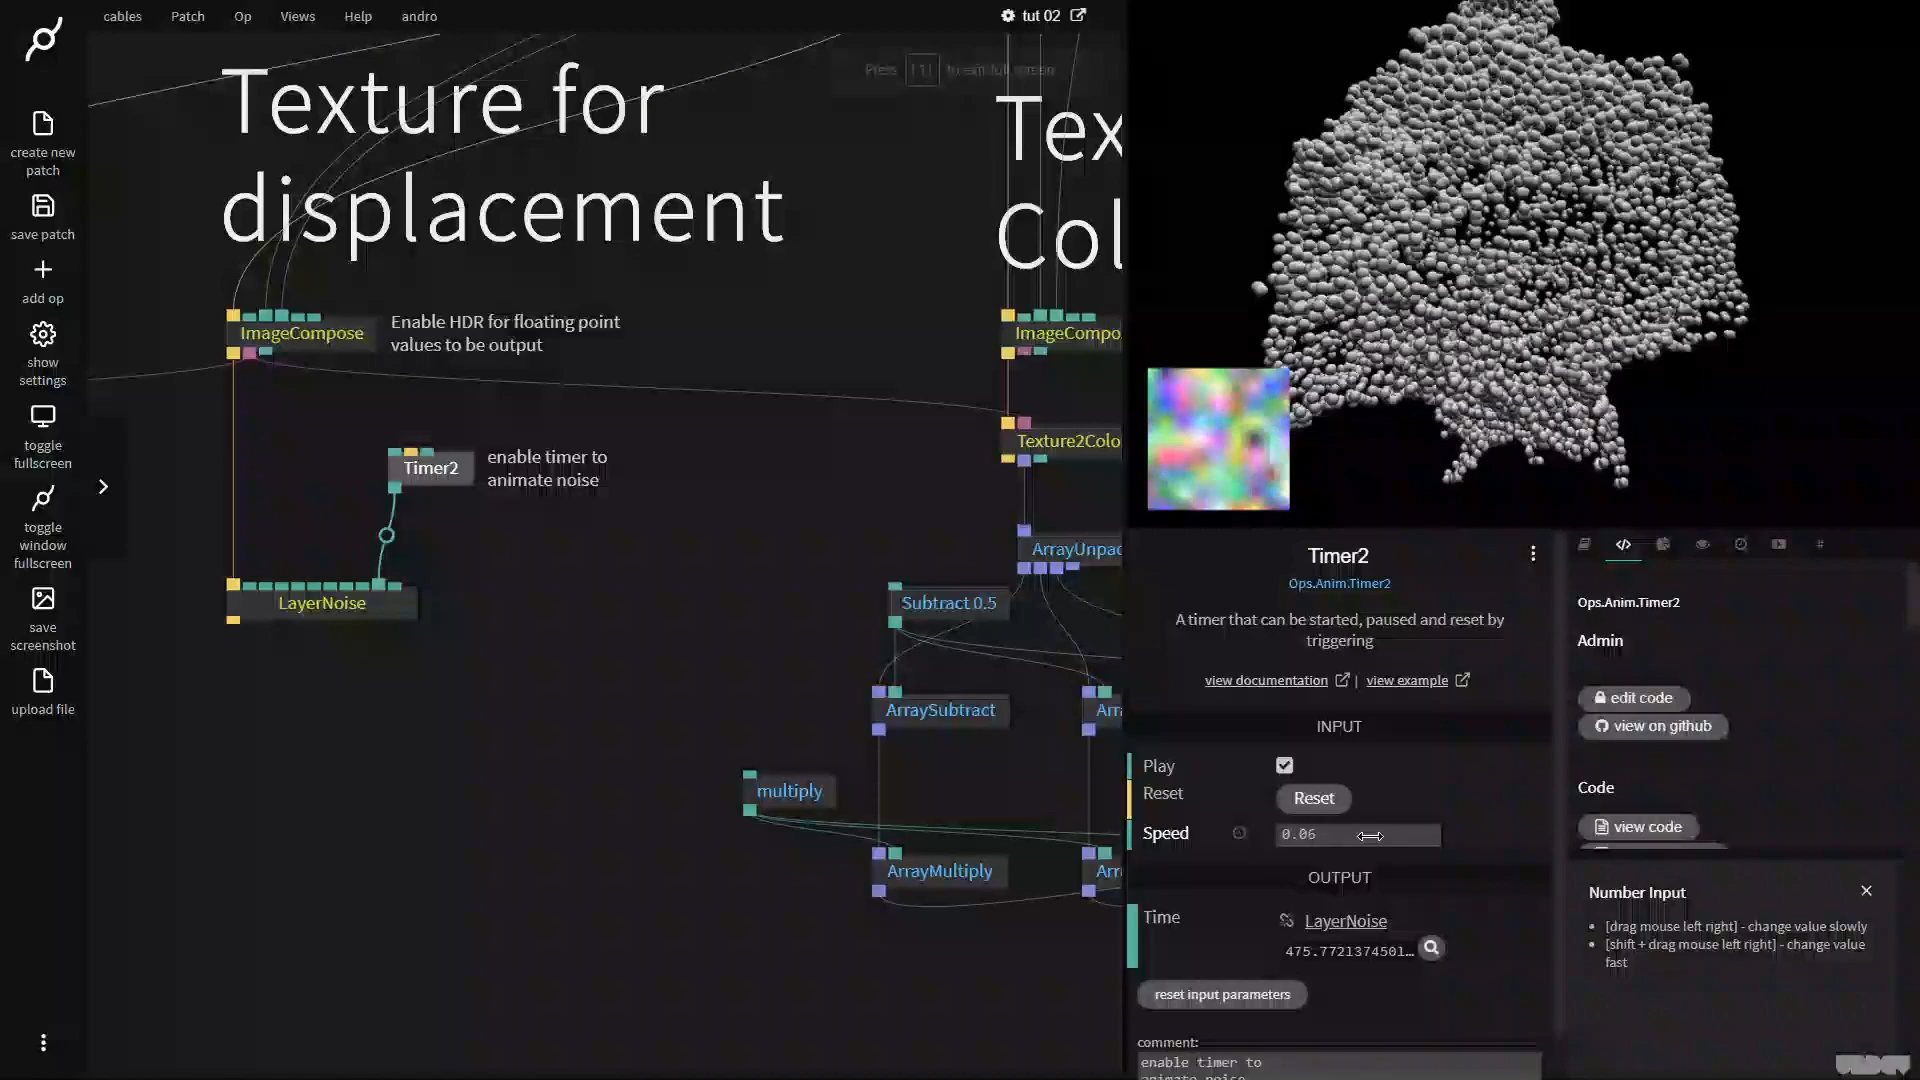 cables Patch Op Views Help andro
tut 02
create new
patch
save patch
add op
show
settings
toggle
fullscreen
toggle
window
fullscreen
save
screenshot
upload file
Texture for
displacement
Press
Tex
Col
ImageCompose
Enable HDR for floating point
values to be output
ImageCompo
Timer2
enable timer to
animate noise
Texture2Colo
LayerNoise
ArrayUnpac
Subtract 0.5
ArraySubtract
Arr
multiply
ArrayMultiply
Arr
Timer2
Ops.Anim.Timer2
A timer that can be started, paused and reset by
triggering
view documentation | view example
INPUT
Play
Reset Reset
Speed 0.06
OUTPUT
Time LayerNoise
475.7721374501…
reset input parameters
comment:
enable timer to
animate noise
</> #
Ops.Anim.Timer2
Admin
edit code
view on github
Code
view code
Number Input
[drag mouse left right] - change value slowly
[shift + drag mouse left right] - change value
fast